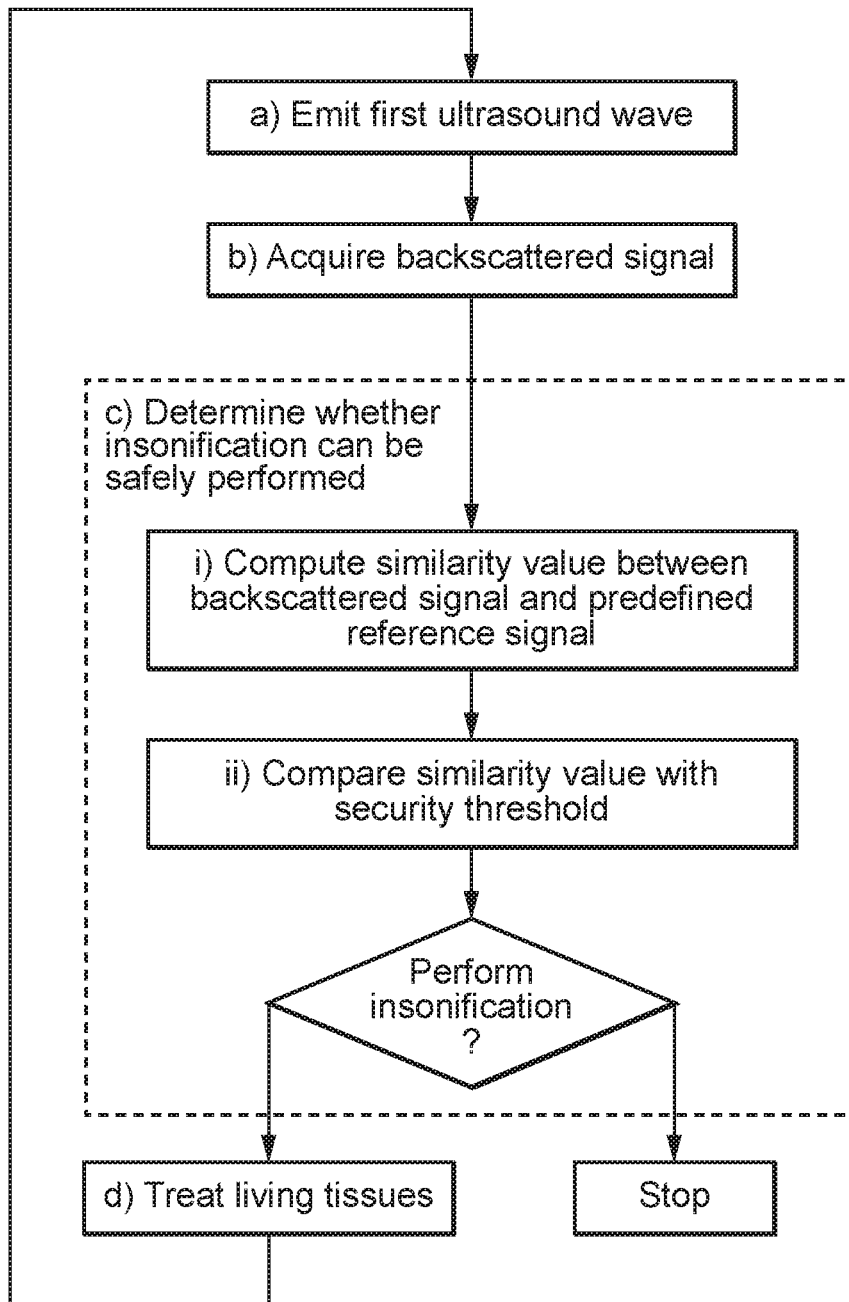 a) Emit first ultrasound wave
b) Acquire backscattered signal
c) Determine whether
insonification can be
safely performed
i) Compute similarity value between
backscattered signal and predefined
reference signal
ii) Compare similarity value with
security threshold
Perform
insonification
?
d) Treat living tissues
Stop